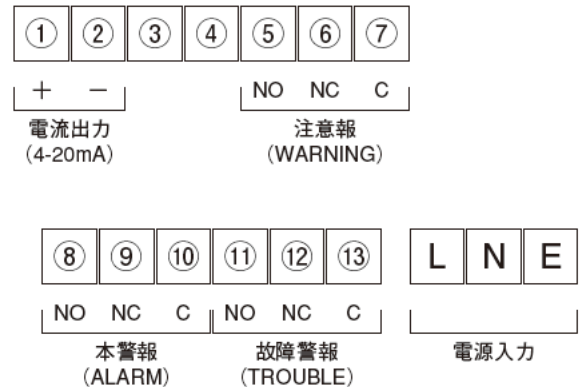 ① ② ③ ④ ⑤ ⑥ ⑦
+ − NO NC C
電流出力 注意報
(4-20mA) (WARNING)
⑧ ⑨ ⑩ ⑪ ⑫ ⑬ L N E
NO NC C NO NC C
本警報 故障警報 電源入力
(ALARM) (TROUBLE)